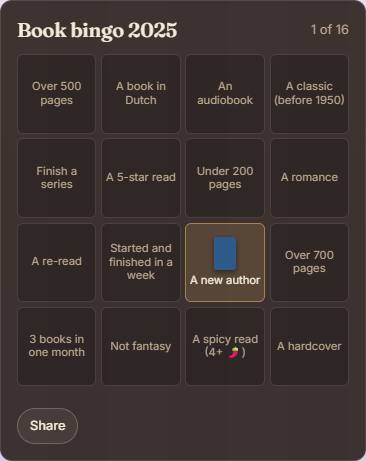 Book bingo 2025
1 of 16
Over 500
pages
A book in
Dutch
An
audiobook
A classic
(before 1950)
Finish a
series
A 5-star read
Under 200
pages
A romance
A re-read
Started and
finished in a
week
A new author
Over 700
pages
3 books in
one month
Not fantasy
A spicy read
(4+ 🌶️)
A hardcover
Share